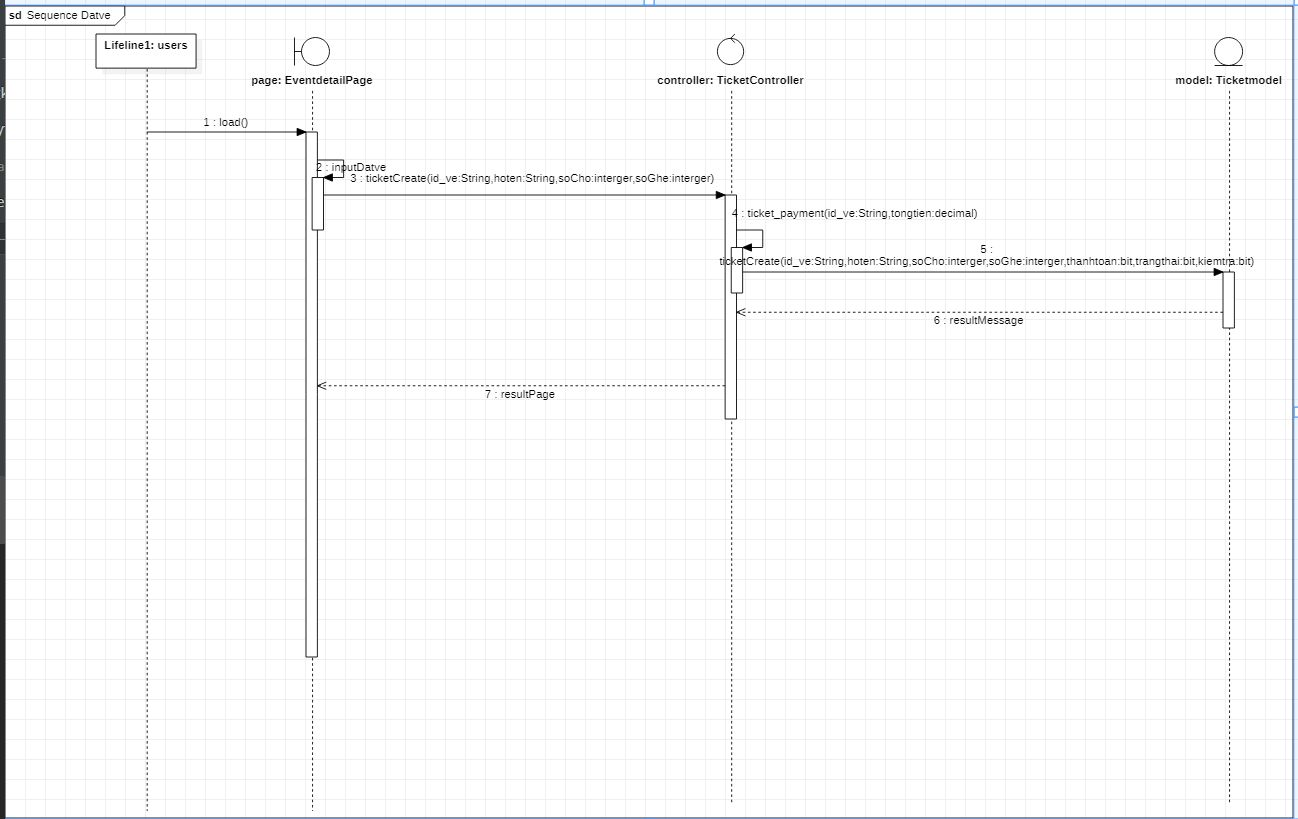 sd Sequence Datve
Lifeline1: users
page: EventdetailPage
controller: TicketController
model: Ticketmodel
1 : load()
2 : inputDatve
3 : ticketCreate(id_ve:String,hoten:String,soCho:interger,soGhe:interger)
4 : ticket_payment(id_ve:String,tongtien:decimal)
5 :
ticketCreate(id_ve:String,hoten:String,soCho:interger,soGhe:interger,thanhtoan:bit,trangthai:bit,kiemtra:bit)
6 : resultMessage
7 : resultPage